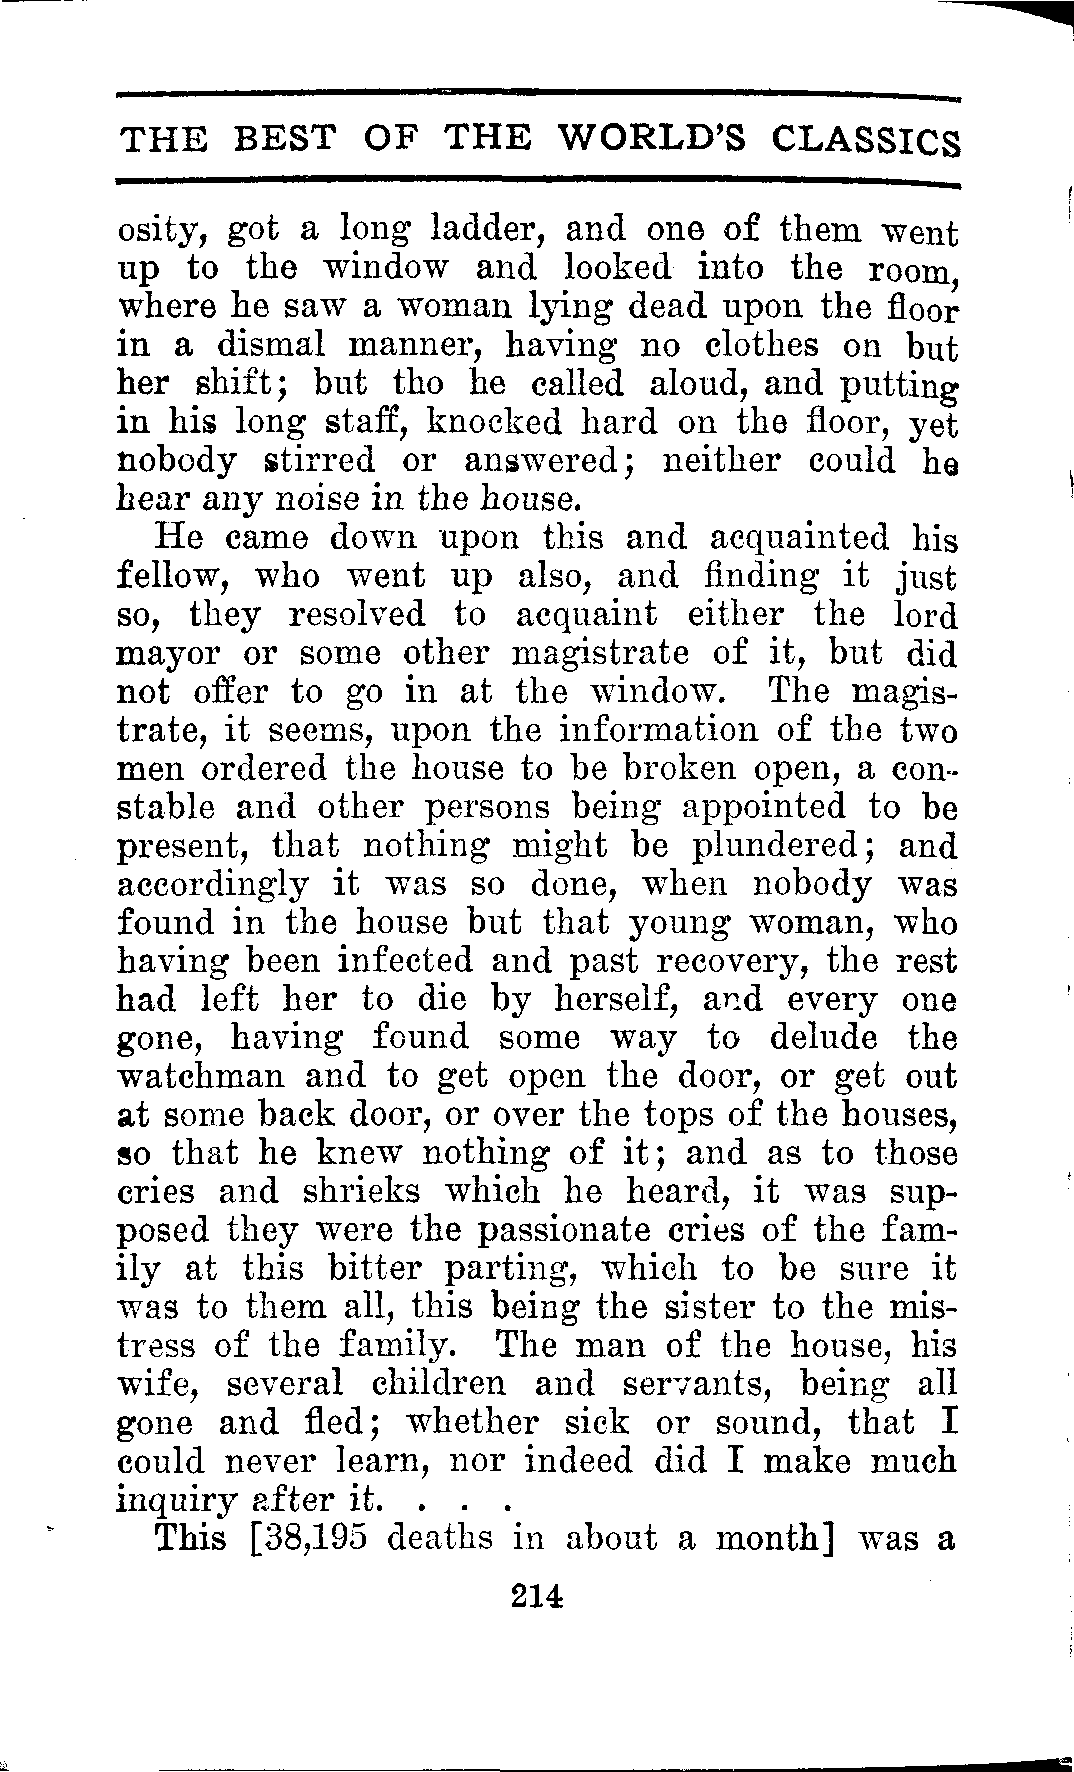 THE BEST OF THE WORLD'S CLASSICS
osity, got a long ladder, and one of them went
up to the window and looked into the room,
where he saw a woman lying dead upon the floor
in a dismal manner, having no clothes on but
her shift; but tho he called aloud, and putting
in his long staff, knocked hard on the floor, yet
nobody stirred or answered; neither could he
hear any noise in the house.
He came down upon this and acquainted his
fellow, who went up also, and finding it just
so, they resolved to acquaint either the lord
mayor or some other magistrate of it, but did
not offer to go in at the window. The magis-
trate, it seems, upon the information of the two
men ordered the house to be broken open, a con-
stable and other persons being appointed to be
present, that nothing might be plundered; and
accordingly it was so done, when nobody was
found in the house but that young woman, who
having been infected and past recovery, the rest
had left her to die by herself, and every one
gone, having found some way to delude the
watchman and to get open the door, or get out
at some back door, or over the tops of the houses,
so that he knew nothing of it; and as to those
cries and shrieks which he heard, it was sup-
posed they were the passionate cries of the fam-
ily at this bitter parting, which to be sure it
was to them all, this being the sister to the mis-
tress of the family. The man of the house, his
wife, several children and servants, being all
gone and fled; whether sick or sound, that I
could never learn, nor indeed did I make much
inquiry after it. . . .
This [38,195 deaths in about a month] was a
214